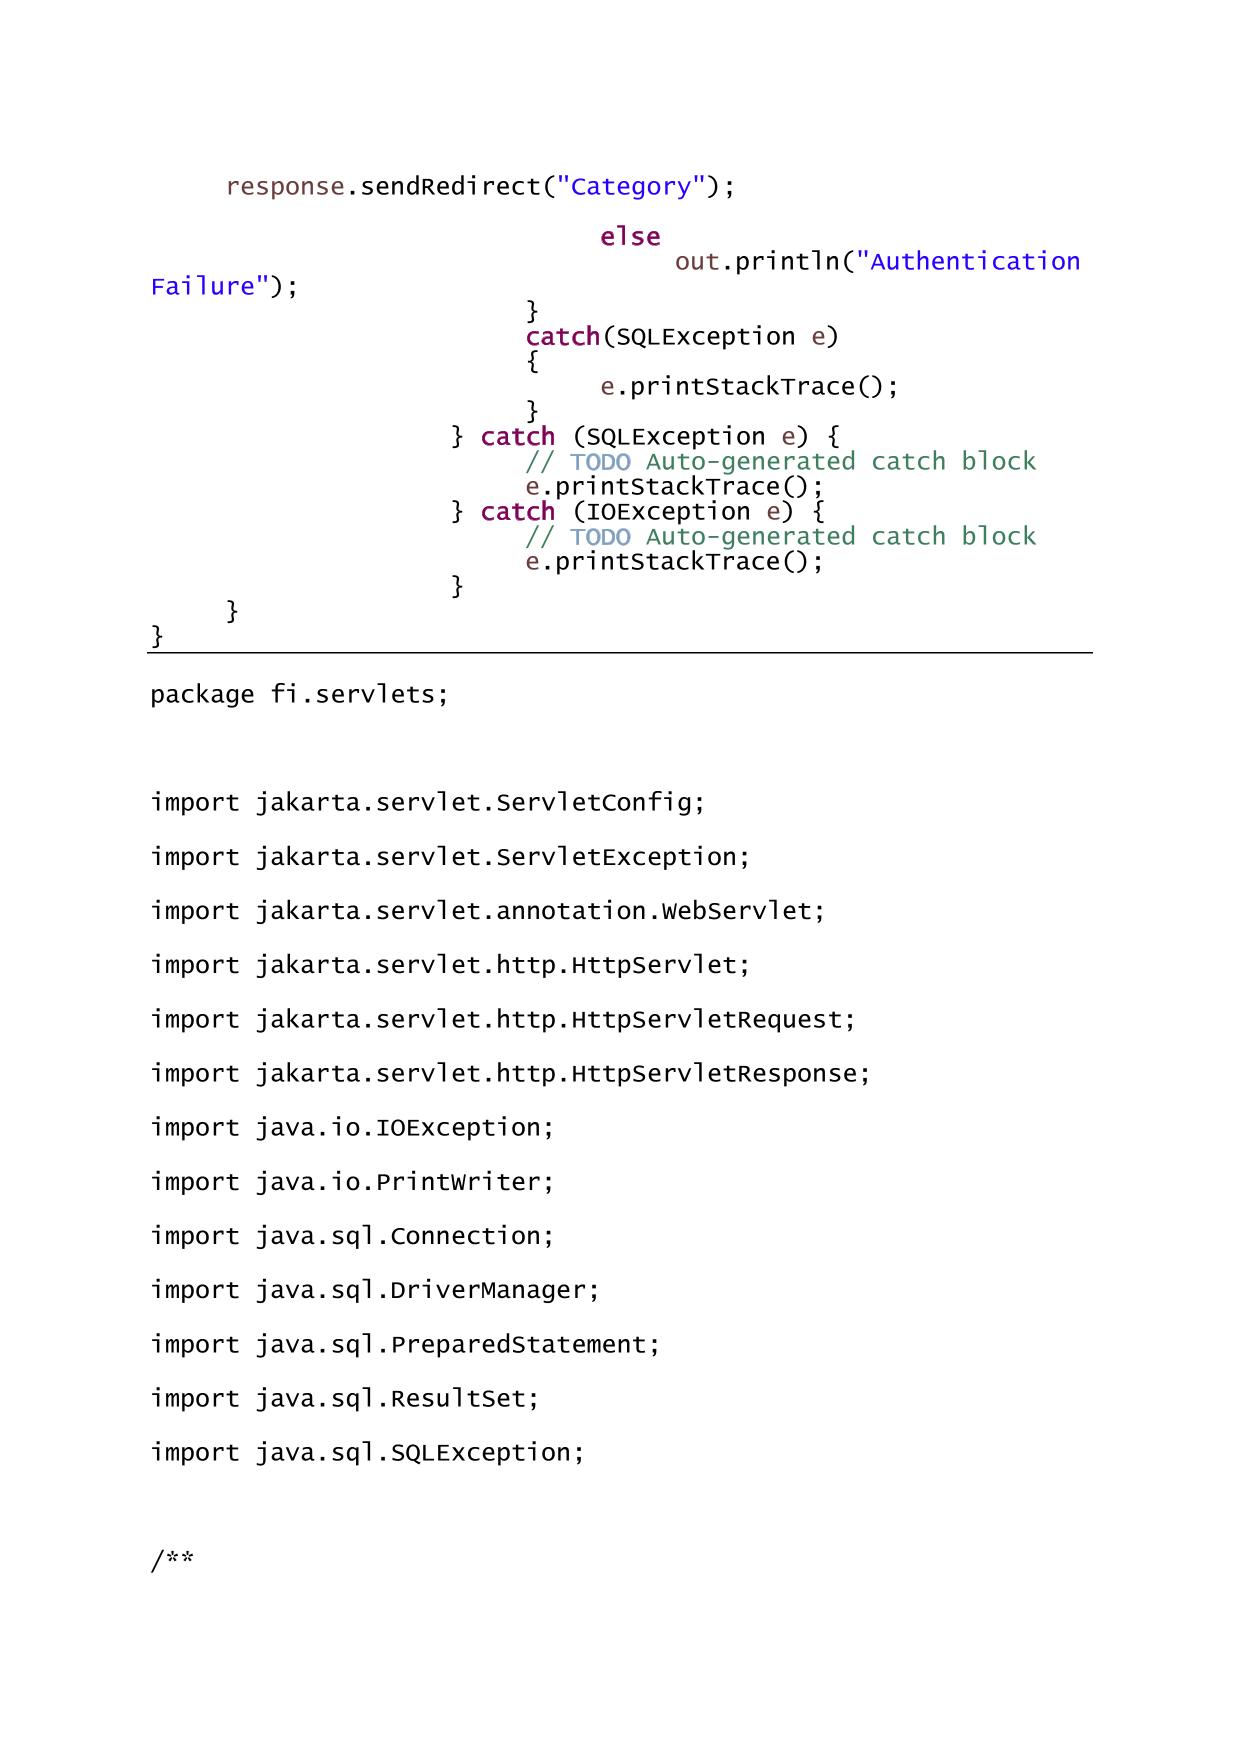 response.sendRedirect("Category");
else
out.println("Authentication
Failure");
}
catch(SQLException e)
{
e.printStackTrace();
}
} catch (SQLException e) {
// TODO Auto-generated catch block
e.printStackTrace();
} catch (IOException e) {
// TODO Auto-generated catch block
e.printStackTrace();
}
}
}
package fi.servlets;
import jakarta.servlet.ServletConfig;
import jakarta.servlet.ServletException;
import jakarta.servlet.annotation.WebServlet;
import jakarta.servlet.http.HttpServlet;
import jakarta.servlet.http.HttpServletRequest;
import jakarta.servlet.http.HttpServletResponse;
import java.io.IOException;
import java.io.PrintWriter;
import java.sql.Connection;
import java.sql.DriverManager;
import java.sql.PreparedStatement;
import java.sql.ResultSet;
import java.sql.SQLException;
/**